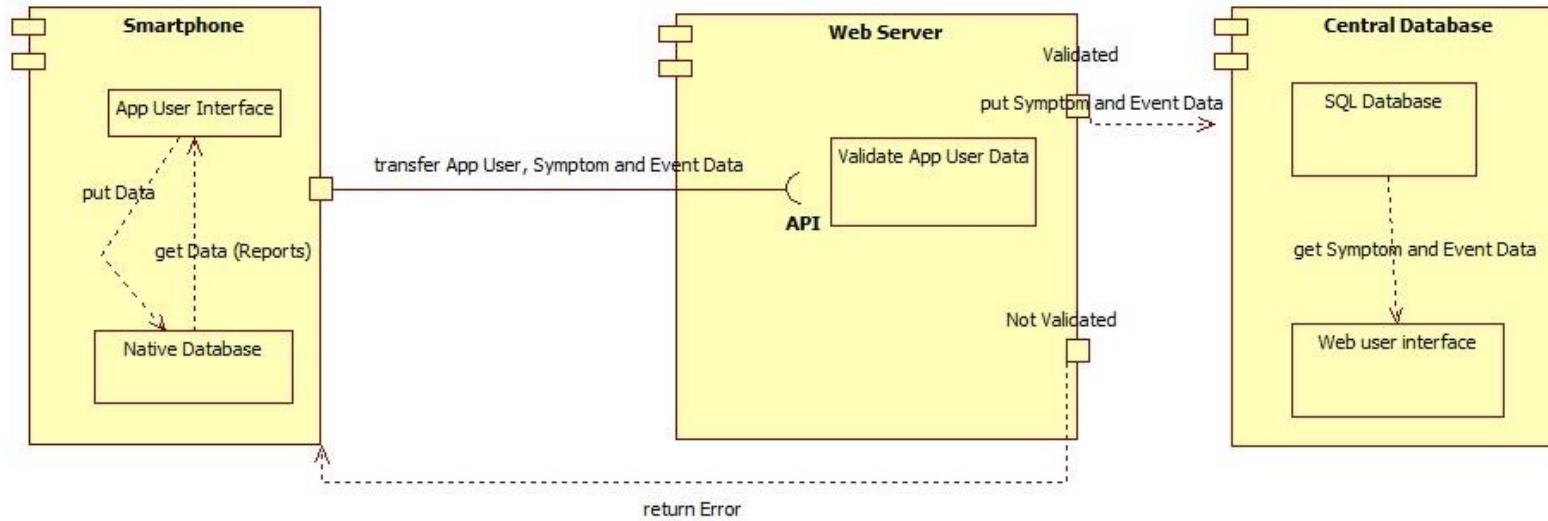 Smartphone
App User Interface
put Data
get Data (Reports)
Native Database
transfer App User, Symptom and Event Data
Web Server
Validate App User Data
API
Validated
put Symptom and Event Data
Not Validated
return Error
Central Database
SQL Database
get Symptom and Event Data
Web user interface